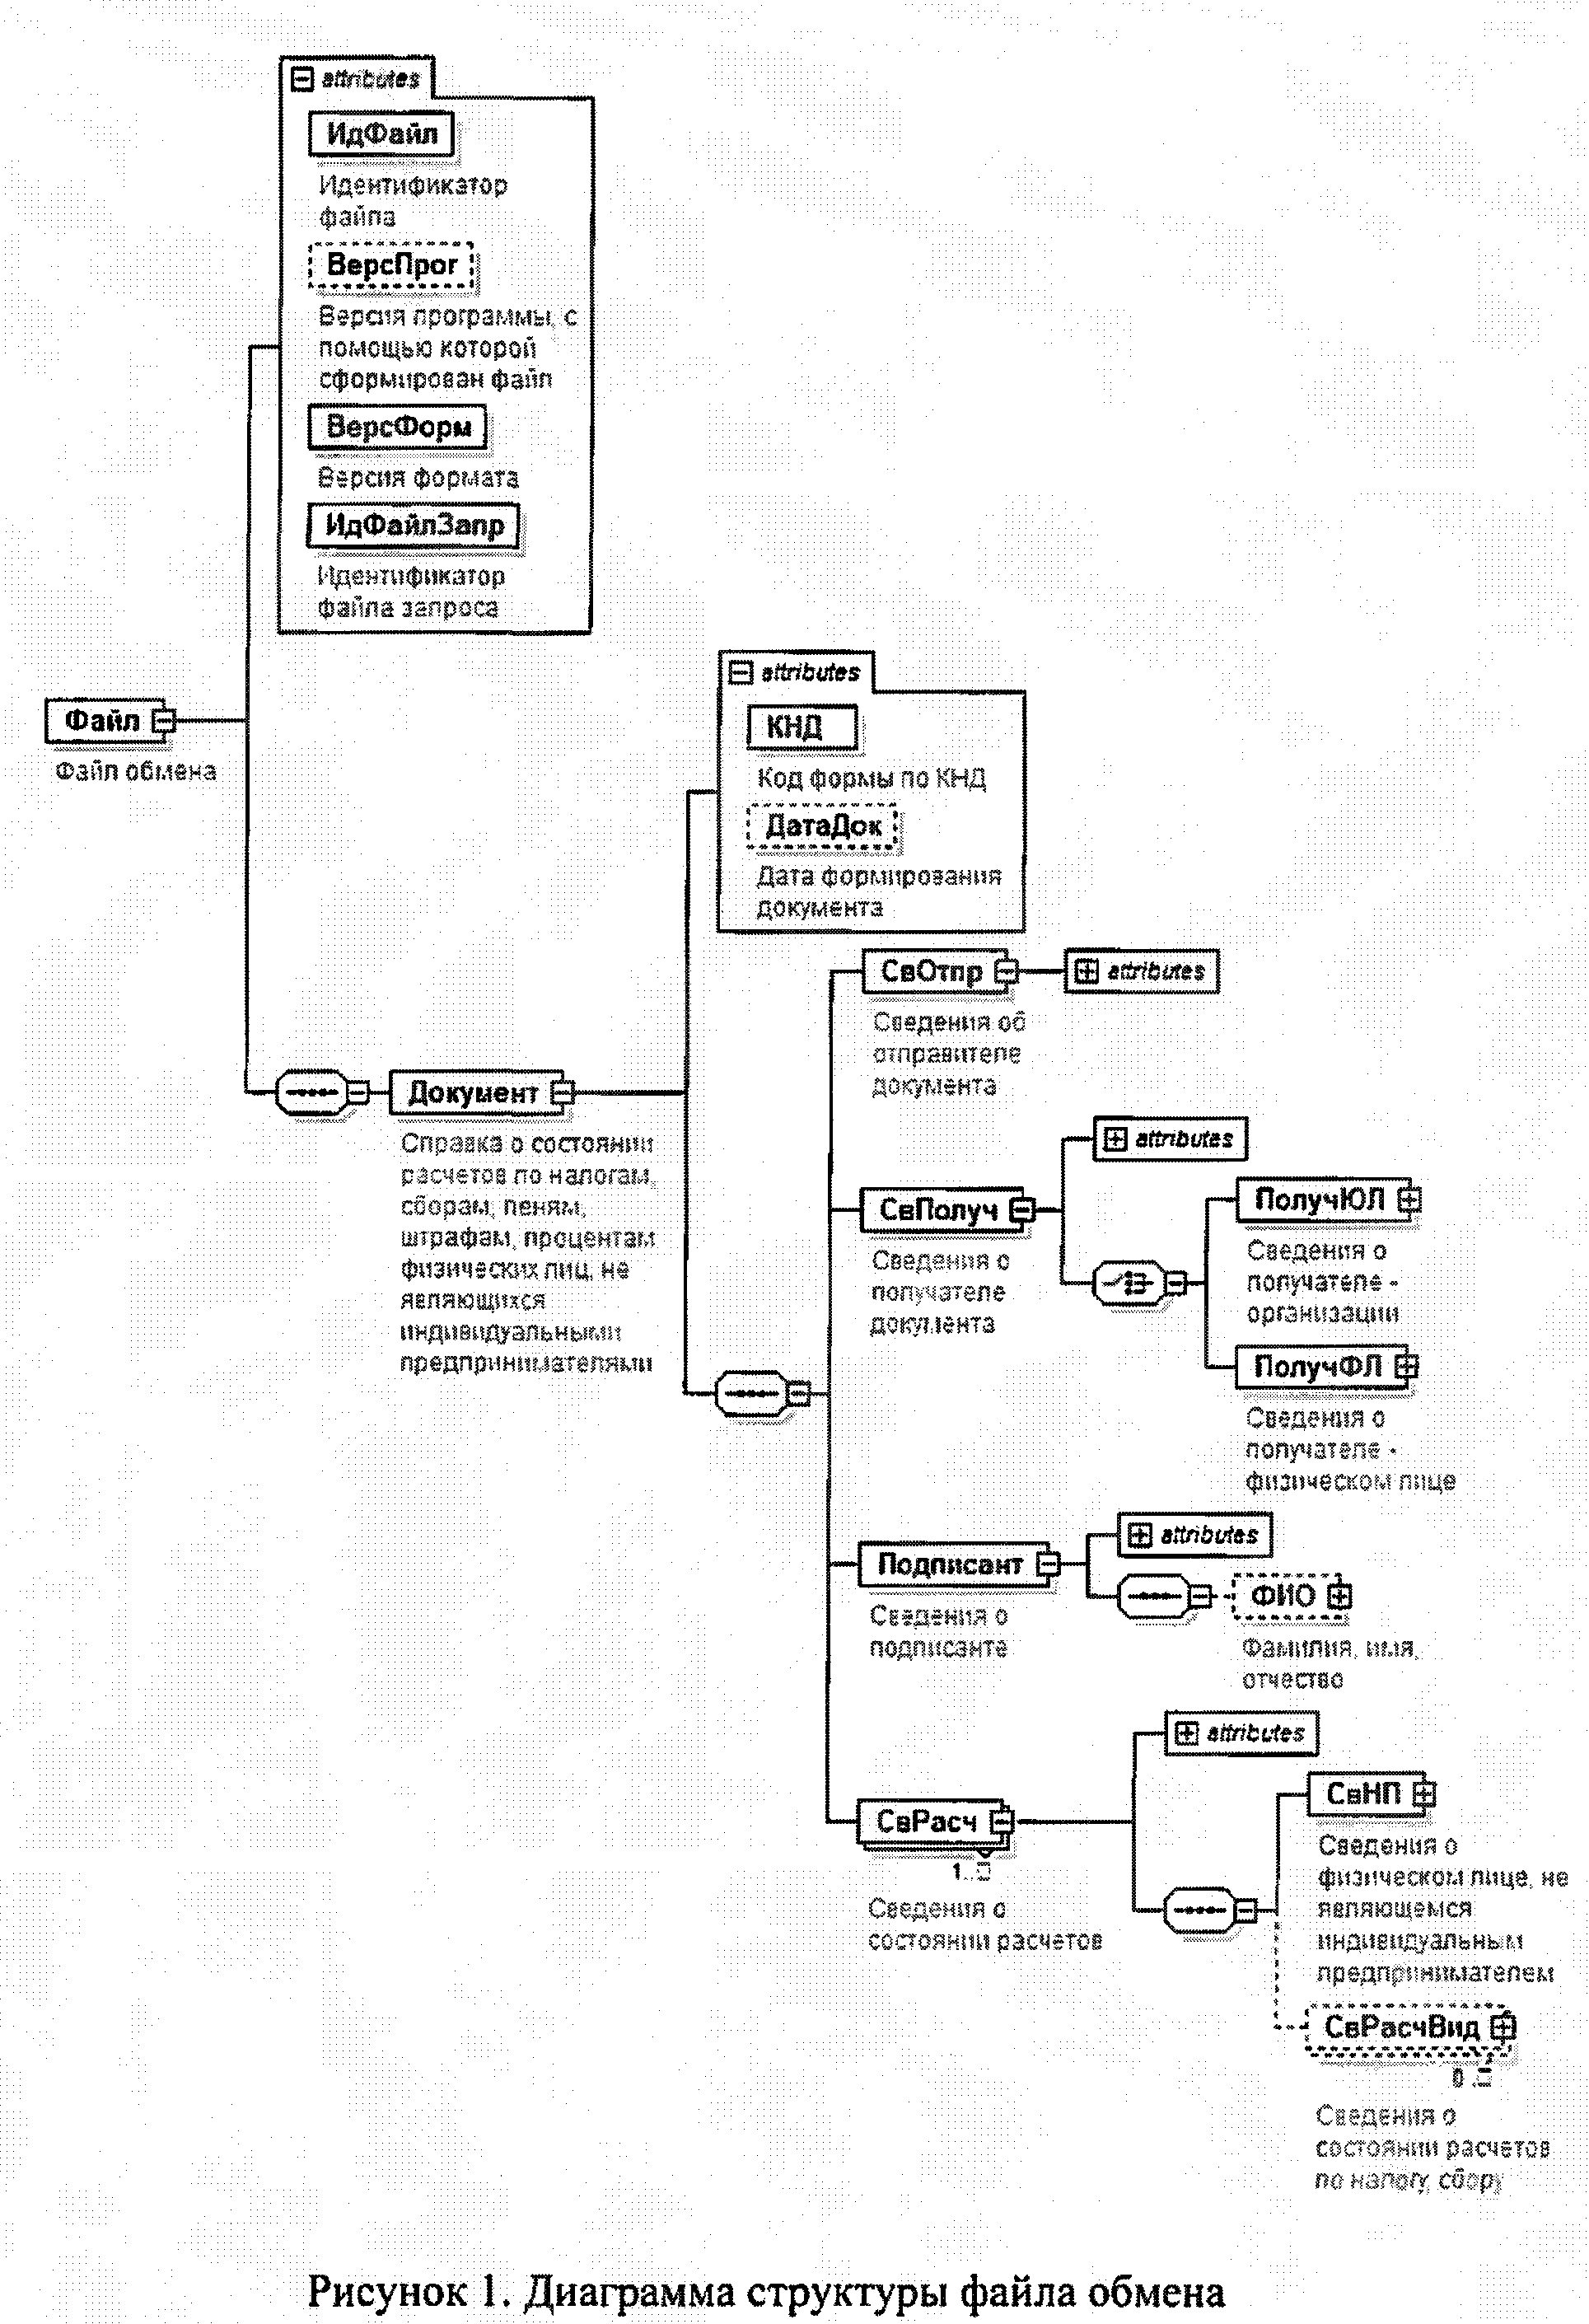 attributes
ИдФайл
Идентификатор
файла
ВерсПрог
Версия программы, с
помощью которой
сформирован файл
ВерсФорм
Версия формата
ИдФайлЗапр
Идентификатор
файла запроса
Файл
Файл обмена
attributes
КНД
Код формы по КНД
ДатаДок
Дата формирования
документа
Документ
Справка о состоянии
расчетов по налогам,
сборам, пеням,
штрафам, процентам
физических лиц, не
являющихся
индивидуальными
предпринимателями
СвОтпр
attributes
Сведения об
отправителе
документа
attributes
СвПолуч
Сведения о
получателе
документа
ПолучЮЛ
Сведения о
получателе -
организации
ПолучФЛ
Сведения о
получателе -
физическом лице
attributes
Подписант
Сведения о
подписанте
ФИО
Фамилия, имя,
отчество
attributes
СвРасч
1..
Сведения о
состоянии расчетов
СвНП
Сведения о
физическом лице, не
являющемся
индивидуальным
предпринимателем
СвРасчВид
0..
Сведения о
состоянии расчетов
по налогу, сбору
Рисунок 1. Диаграмма структуры файла обмена